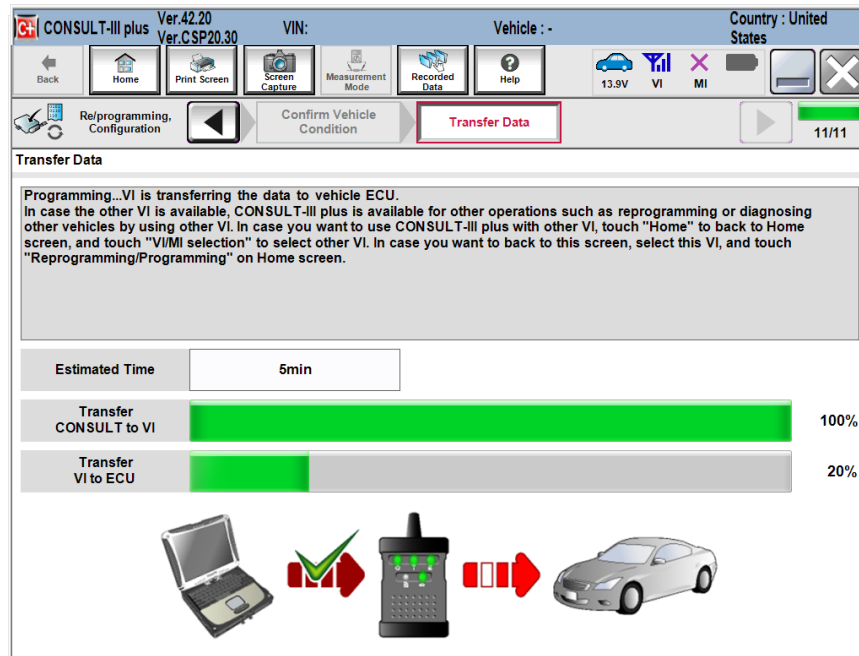 C+ CONSULT-III plus Ver.42.20 Ver.CSP20.30 VIN: Vehicle : - Country : United States
Back Home Print Screen Screen Capture Measurement Mode Recorded Data Help 13.9V VI MI
Re/programming, Configuration Confirm Vehicle Condition Transfer Data 11/11
Transfer Data
Programming...VI is transferring the data to vehicle ECU.
In case the other VI is available, CONSULT-III plus is available for other operations such as reprogramming or diagnosing
other vehicles by using other VI. In case you want to use CONSULT-III plus with other VI, touch "Home" to back to Home
screen, and touch "VI/MI selection" to select other VI. In case you want to back to this screen, select this VI, and touch
"Reprogramming/Programming" on Home screen.
Estimated Time 5min
Transfer
CONSULT to VI 100%
Transfer
VI to ECU 20%